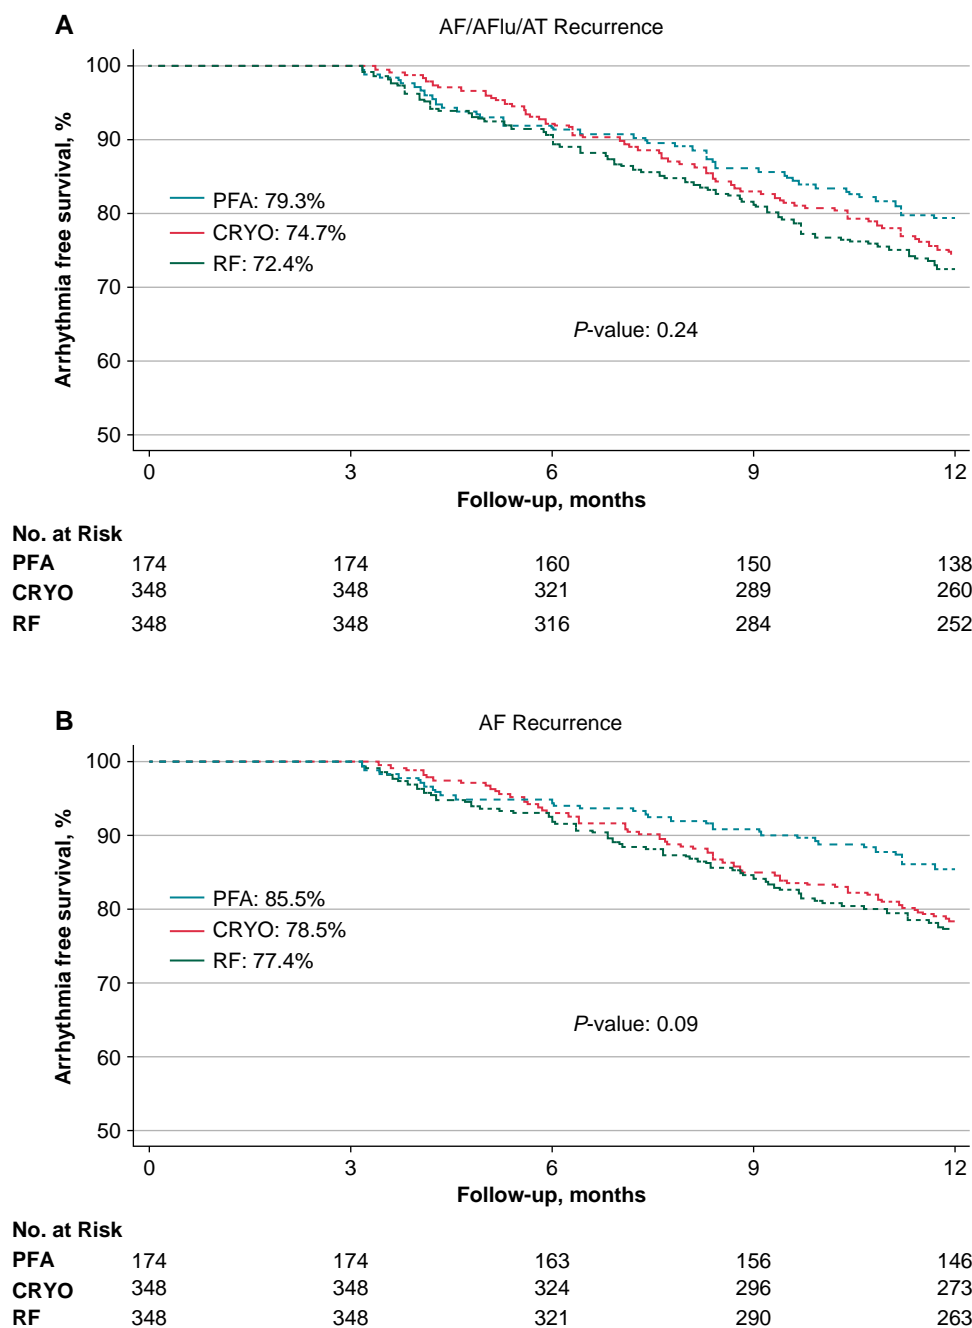 A
AF/AFlu/AT Recurrence
Arrhythmia free survival, %
100
90
80
70
60
50
PFA: 79.3%
CRYO: 74.7%
RF: 72.4%
P-value: 0.24
0 3 6 9 12
Follow-up, months
No. at Risk
PFA 174 174 160 150 138
CRYO 348 348 321 289 260
RF 348 348 316 284 252
B
AF Recurrence
Arrhythmia free survival, %
100
90
80
70
60
50
PFA: 85.5%
CRYO: 78.5%
RF: 77.4%
P-value: 0.09
0 3 6 9 12
Follow-up, months
No. at Risk
PFA 174 174 163 156 146
CRYO 348 348 324 296 273
RF 348 348 321 290 263